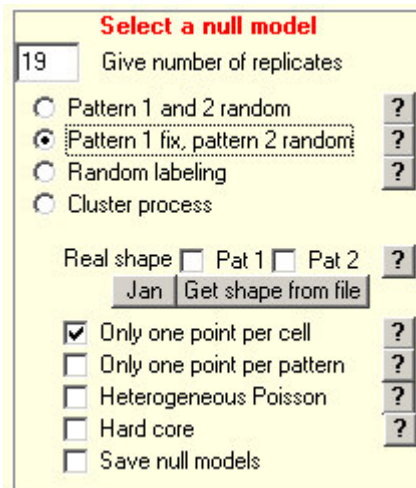 Select a null model
19 Give number of replicates
Pattern 1 and 2 random ?
Pattern 1 fix, pattern 2 random ?
Random labeling ?
Cluster process
Real shape Pat 1 Pat 2 ?
Jan Get shape from file
Only one point per cell ?
Only one point per pattern ?
Heterogeneous Poisson ?
Hard core ?
Save null models